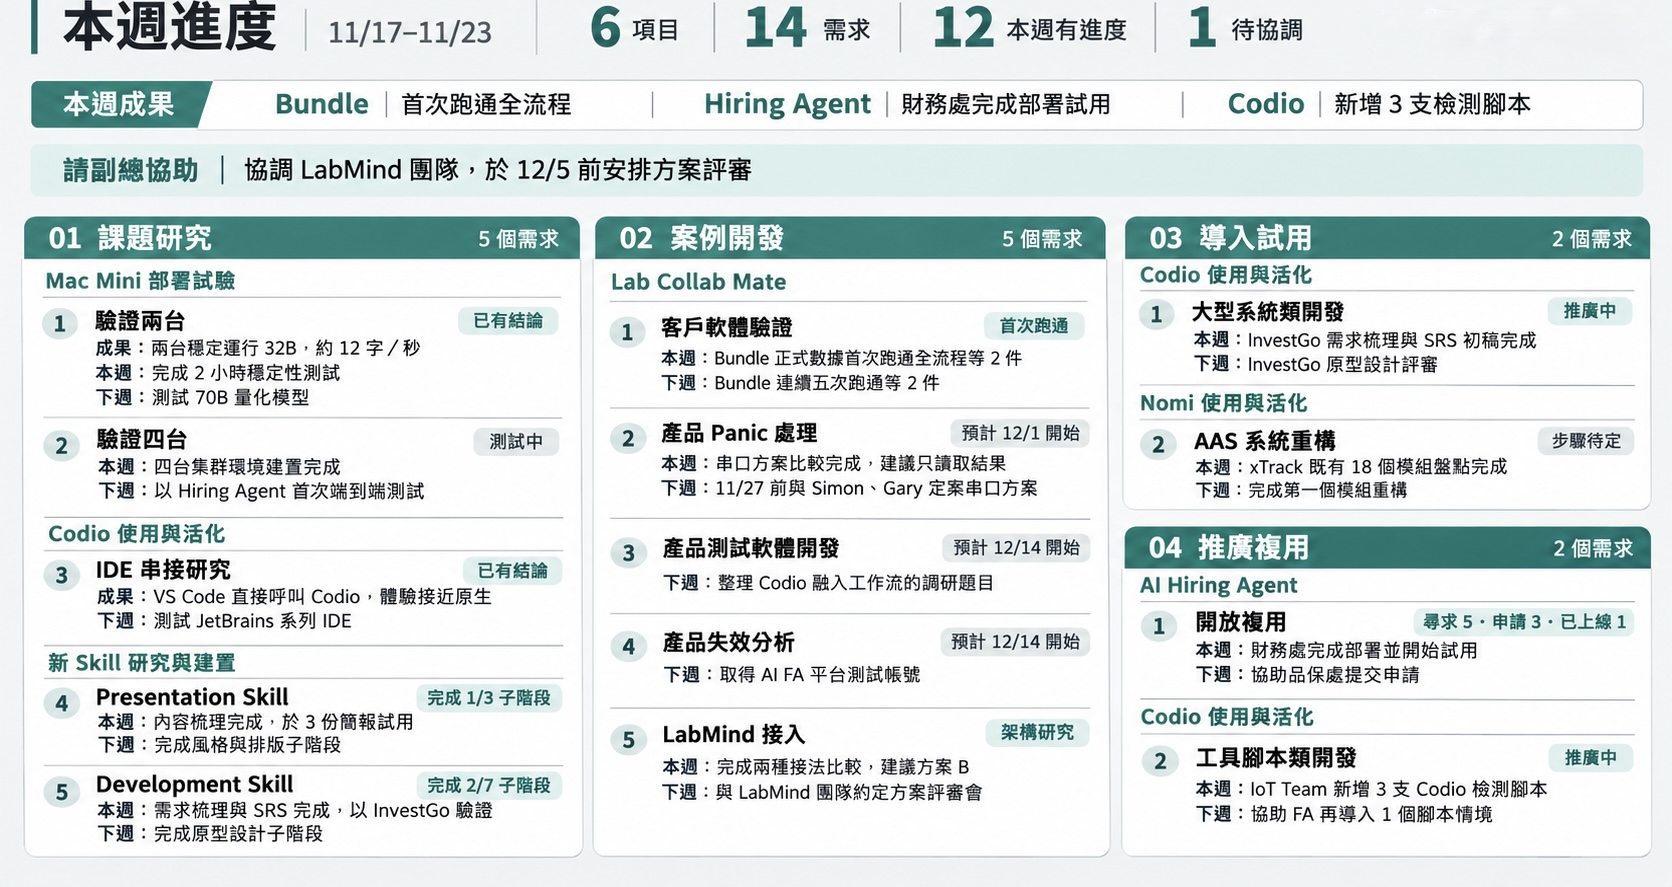 本週進度 11/17–11/23 6 項目 14 需求 12 本週有進度 1 待協調
本週成果 Bundle 首次跑通全流程 Hiring Agent 財務處完成部署試用 Codio 新增 3 支檢測腳本
請副總協助 協調 LabMind 團隊，於 12/5 前安排方案評審
01 課題研究 5 個需求
Mac Mini 部署試驗
1 驗證兩台 已有結論
成果：兩台穩定運行 32B，約 12 字／秒
本週：完成 2 小時穩定性測試
下週：測試 70B 量化模型
2 驗證四台 測試中
本週：四台集群環境建置完成
下週：以 Hiring Agent 首次端到端測試
Codio 使用與活化
3 IDE 串接研究 已有結論
成果：VS Code 直接呼叫 Codio，體驗接近原生
下週：測試 JetBrains 系列 IDE
新 Skill 研究與建置
4 Presentation Skill 完成 1/3 子階段
本週：內容梳理完成，於 3 份簡報試用
下週：完成風格與排版子階段
5 Development Skill 完成 2/7 子階段
本週：需求梳理與 SRS 完成，以 InvestGo 驗證
下週：完成原型設計子階段
02 案例開發 5 個需求
Lab Collab Mate
1 客戶軟體驗證 首次跑通
本週：Bundle 正式數據首次跑通全流程等 2 件
下週：Bundle 連續五次跑通等 2 件
2 產品 Panic 處理 預計 12/1 開始
本週：串口方案比較完成，建議只讀取結果
下週：11/27 前與 Simon、Gary 定案串口方案
3 產品測試軟體開發 預計 12/14 開始
下週：整理 Codio 融入工作流的調研題目
4 產品失效分析 預計 12/14 開始
下週：取得 AI FA 平台測試帳號
5 LabMind 接入 架構研究
本週：完成兩種接法比較，建議方案 B
下週：與 LabMind 團隊約定方案評審會
03 導入試用 2 個需求
Codio 使用與活化
1 大型系統類開發 推廣中
本週：InvestGo 需求梳理與 SRS 初稿完成
下週：InvestGo 原型設計評審
Nomi 使用與活化
2 AAS 系統重構 步驟待定
本週：xTrack 既有 18 個模組盤點完成
下週：完成第一個模組重構
04 推廣複用 2 個需求
AI Hiring Agent
1 開放複用 尋求 5・申請 3・已上線 1
本週：財務處完成部署並開始試用
下週：協助品保處提交申請
Codio 使用與活化
2 工具腳本類開發 推廣中
本週：IoT Team 新增 3 支 Codio 檢測腳本
下週：協助 FA 再導入 1 個腳本情境